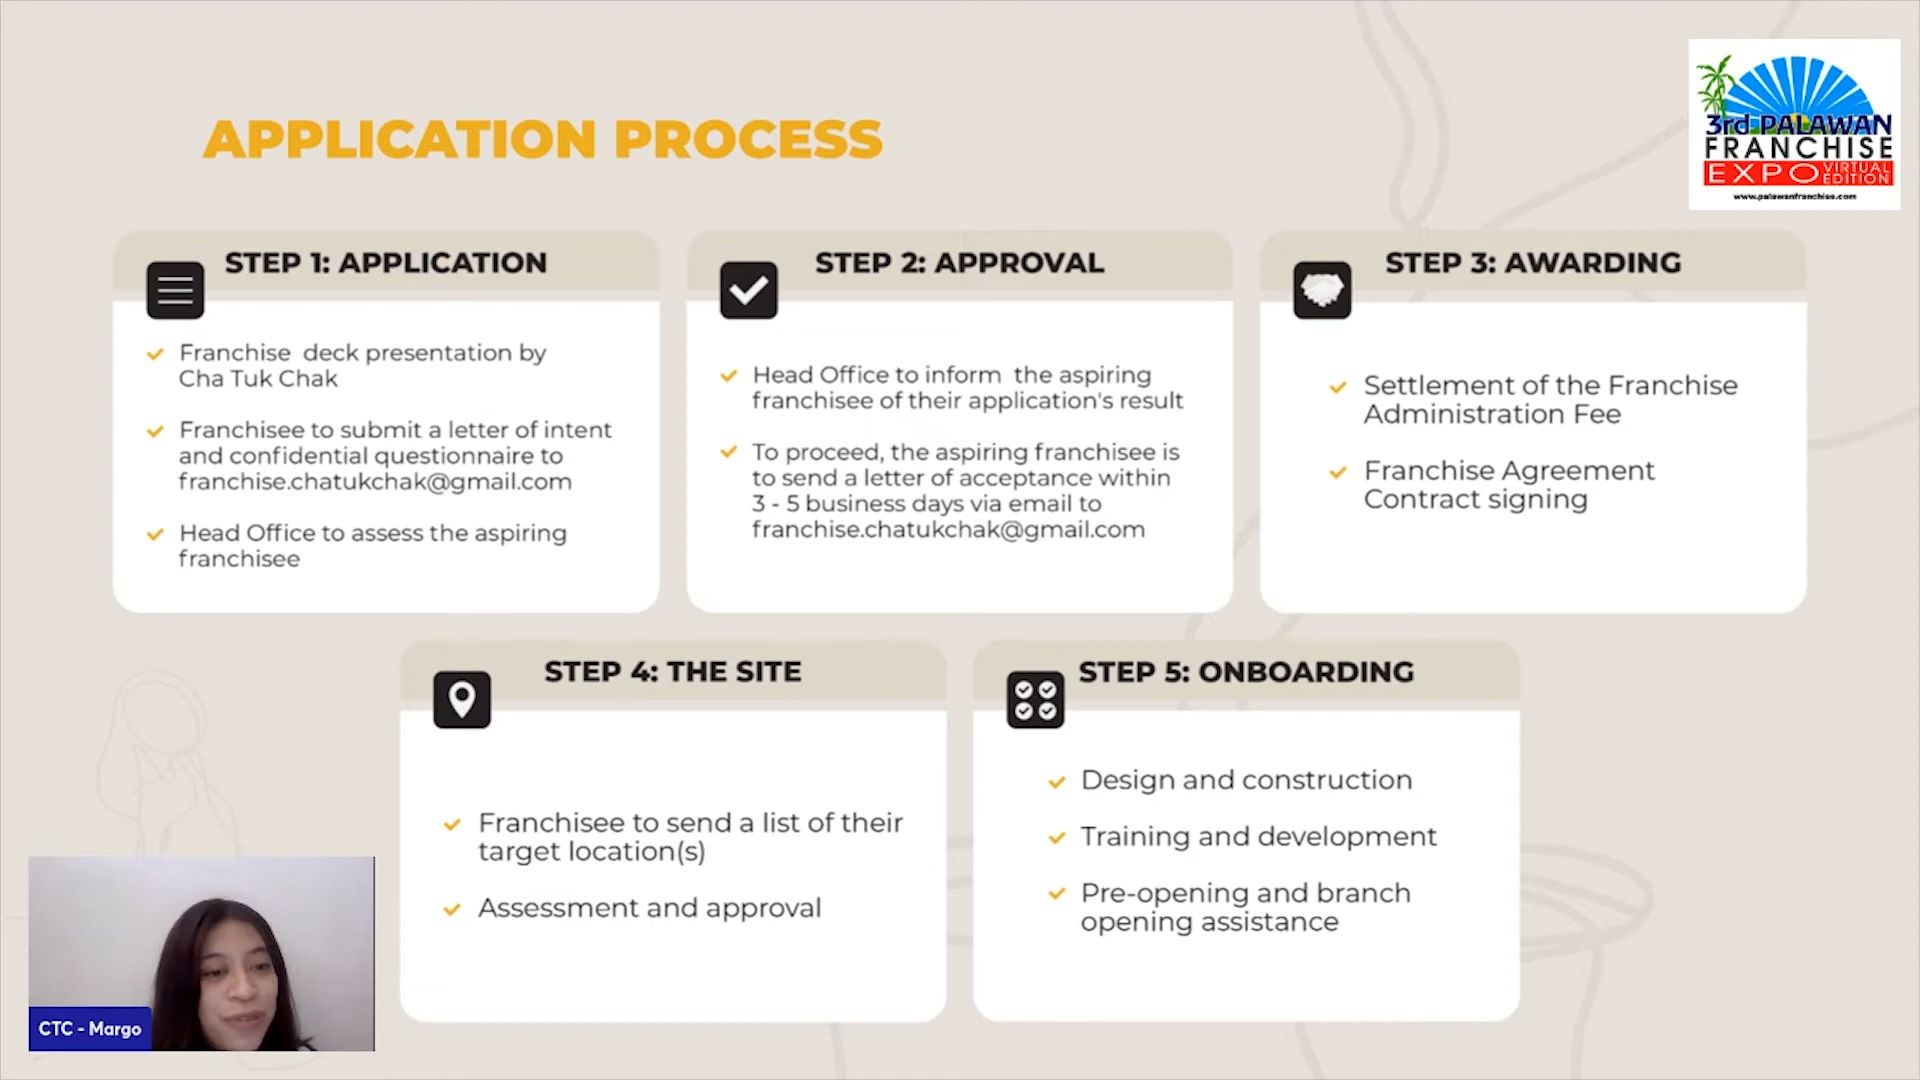 APPLICATION PROCESS
3rd PALAWAN
FRANCHISE
EXPO VIRTUAL EDITION
www.palawanfranchise.com
STEP 1: APPLICATION
Franchise deck presentation by
Cha Tuk Chak
Franchisee to submit a letter of intent
and confidential questionnaire to
franchise.chatukchak@gmail.com
Head Office to assess the aspiring
franchisee
STEP 2: APPROVAL
Head Office to inform the aspiring
franchisee of their application's result
To proceed, the aspiring franchisee is
to send a letter of acceptance within
3 - 5 business days via email to
franchise.chatukchak@gmail.com
STEP 3: AWARDING
Settlement of the Franchise
Administration Fee
Franchise Agreement
Contract signing
STEP 4: THE SITE
Franchisee to send a list of their
target location(s)
Assessment and approval
STEP 5: ONBOARDING
Design and construction
Training and development
Pre-opening and branch
opening assistance
CTC - Margo